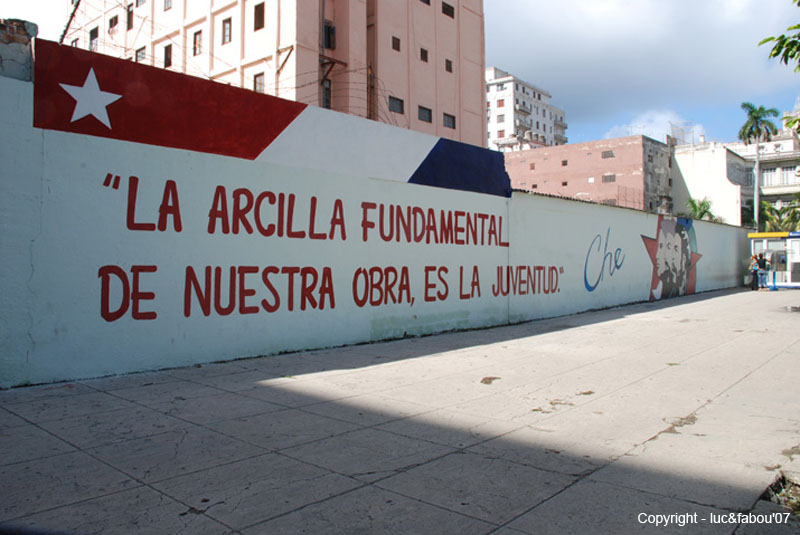 "LA ARCILLA FUNDAMENTAL
DE NUESTRA OBRA, ES LA JUVENTUD."
Che
Copyright - luc&fabou'07